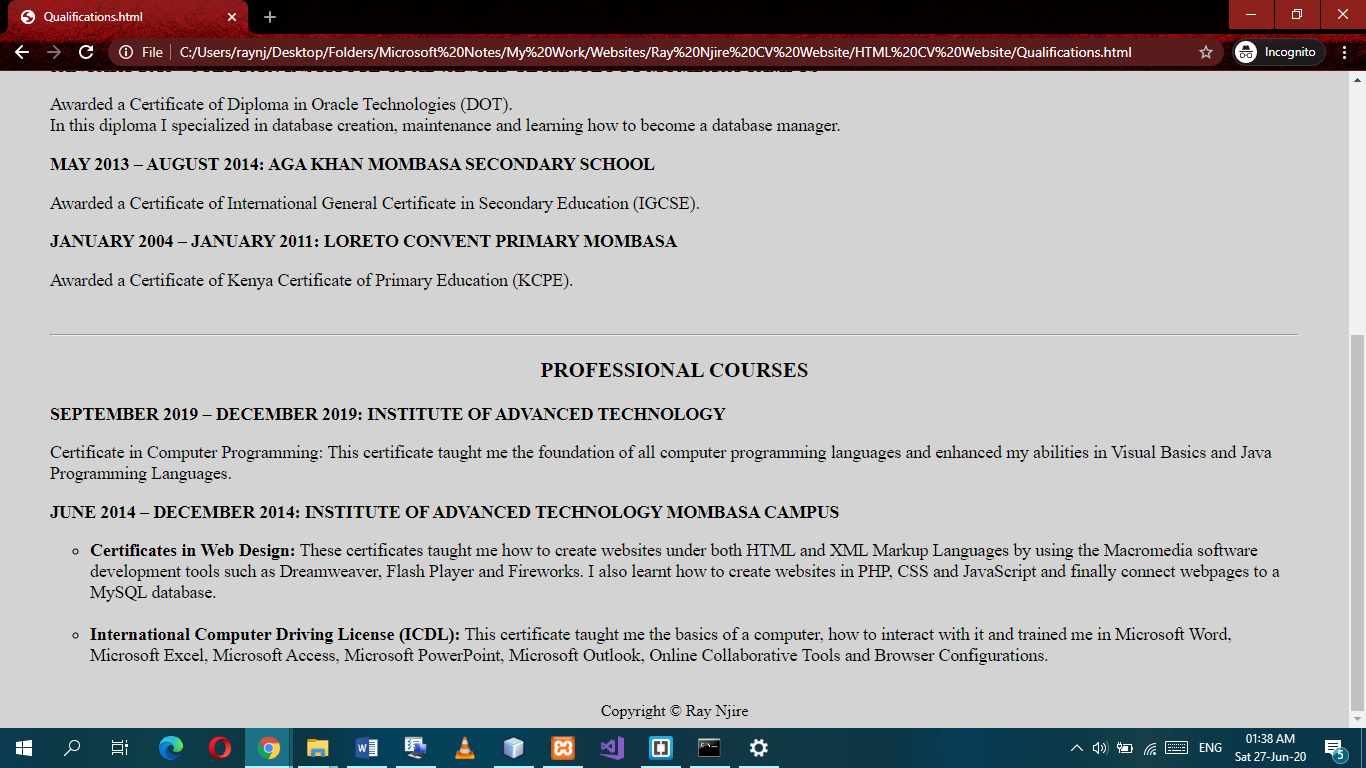 Qualifications.html
File
C:/Users/raynj/Desktop/Folders/Microsoft%20Notes/My%20Work/Websites/Ray%20Njire%20CV%20Website/HTML%20CV%20Website/Qualifications.html
Incognito
Awarded a Certificate of Diploma in Oracle Technologies (DOT).
In this diploma I specialized in database creation, maintenance and learning how to become a database manager.
MAY 2013 – AUGUST 2014: AGA KHAN MOMBASA SECONDARY SCHOOL
Awarded a Certificate of International General Certificate in Secondary Education (IGCSE).
JANUARY 2004 – JANUARY 2011: LORETO CONVENT PRIMARY MOMBASA
Awarded a Certificate of Kenya Certificate of Primary Education (KCPE).
PROFESSIONAL COURSES
SEPTEMBER 2019 – DECEMBER 2019: INSTITUTE OF ADVANCED TECHNOLOGY
Certificate in Computer Programming: This certificate taught me the foundation of all computer programming languages and enhanced my abilities in Visual Basics and Java
Programming Languages.
JUNE 2014 – DECEMBER 2014: INSTITUTE OF ADVANCED TECHNOLOGY MOMBASA CAMPUS
Certificates in Web Design: These certificates taught me how to create websites under both HTML and XML Markup Languages by using the Macromedia software
development tools such as Dreamweaver, Flash Player and Fireworks. I also learnt how to create websites in PHP, CSS and JavaScript and finally connect webpages to a
MySQL database.
International Computer Driving License (ICDL): This certificate taught me the basics of a computer, how to interact with it and trained me in Microsoft Word,
Microsoft Excel, Microsoft Access, Microsoft PowerPoint, Microsoft Outlook, Online Collaborative Tools and Browser Configurations.
Copyright © Ray Njire
ENG
01:38 AM
Sat 27-Jun-20
5